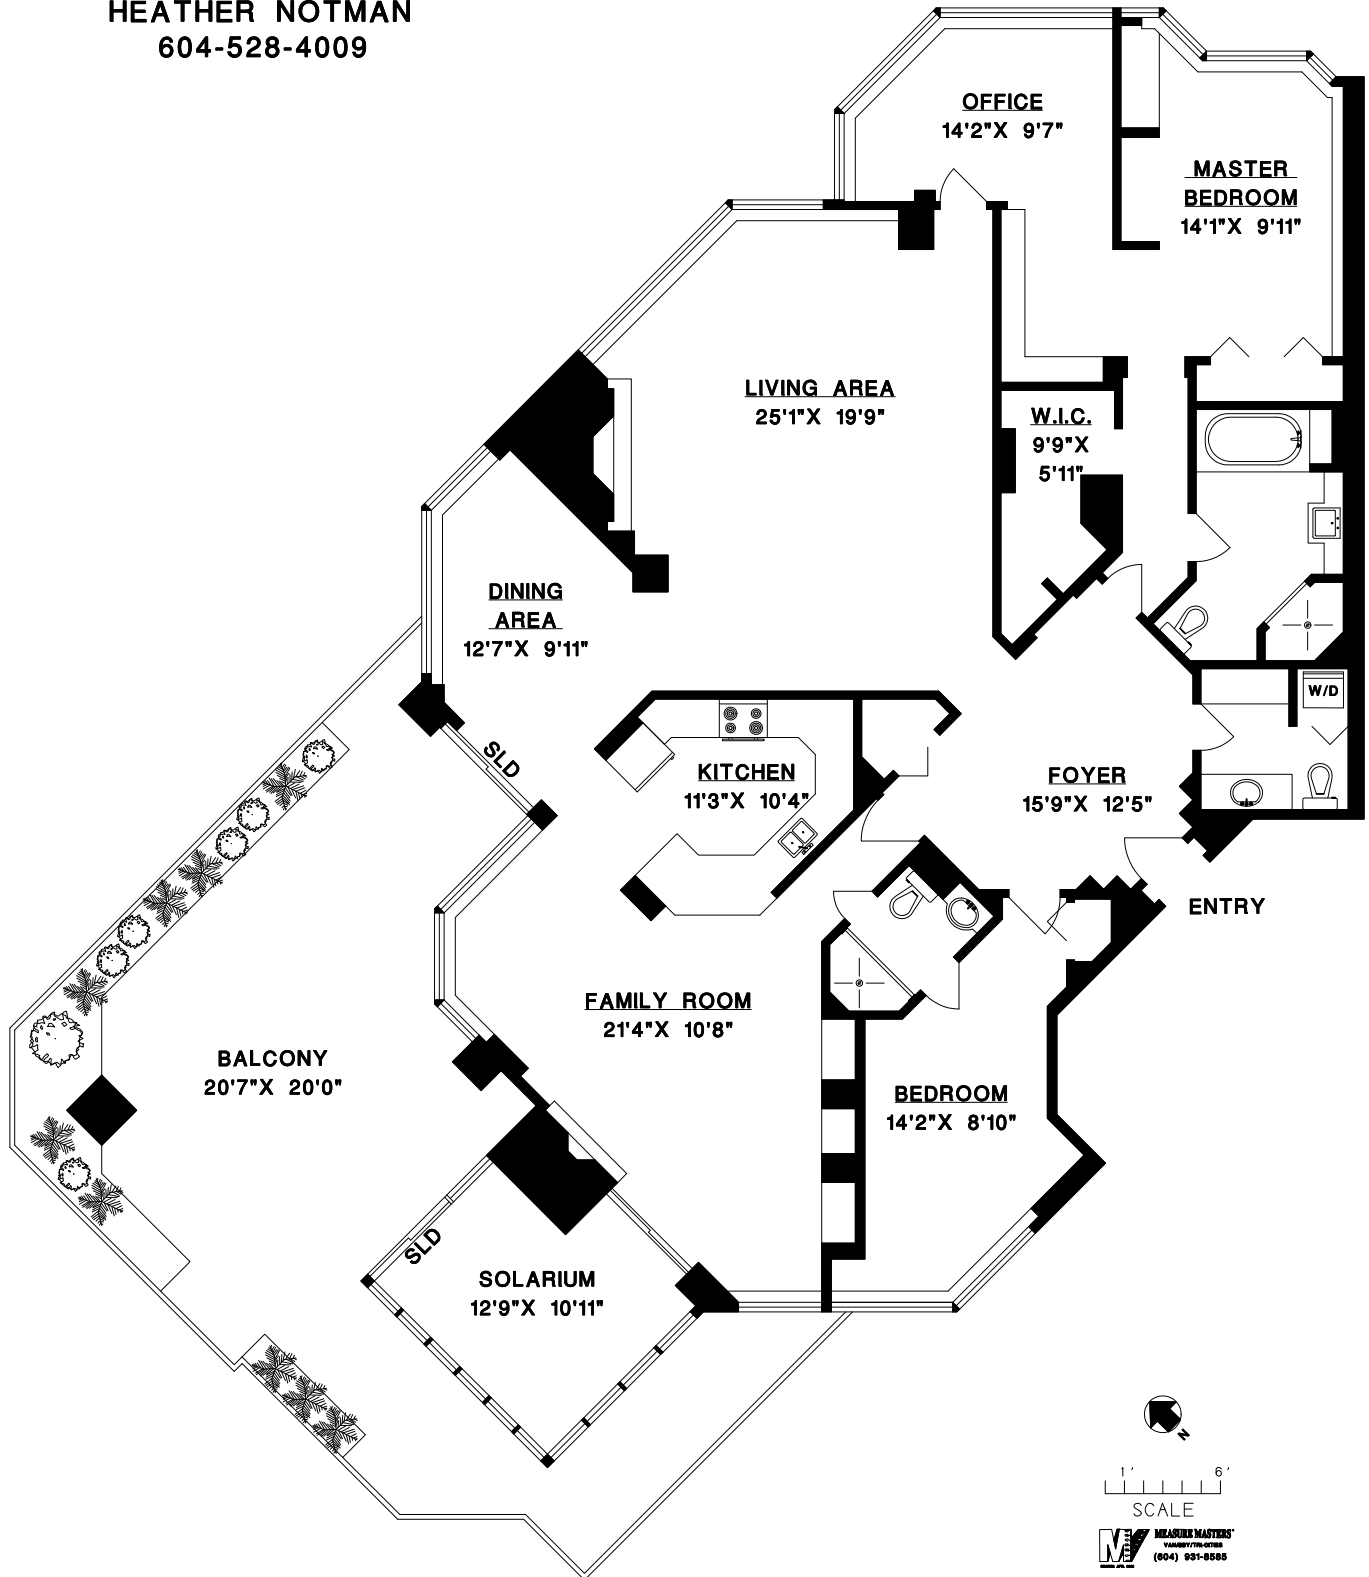 HEATHER NOTMAN
604-528-4009
OFFICE
14'2"X 9'7"
MASTER
BEDROOM
14'1"X 9'11"
LIVING AREA
25'1"X 19'9"
W.I.C.
9'9"X
5'11"
DINING
AREA
12'7"X 9'11"
W/D
SLD
KITCHEN
11'3"X 10'4"
FOYER
15'9"X 12'5"
ENTRY
FAMILY ROOM
21'4"X 10'8"
BALCONY
20'7"X 20'0"
BEDROOM
14'2"X 8'10"
SLD
SOLARIUM
12'9"X 10'11"
N
1' 6'
SCALE
MEASURE MASTERS
(604) 931-8585